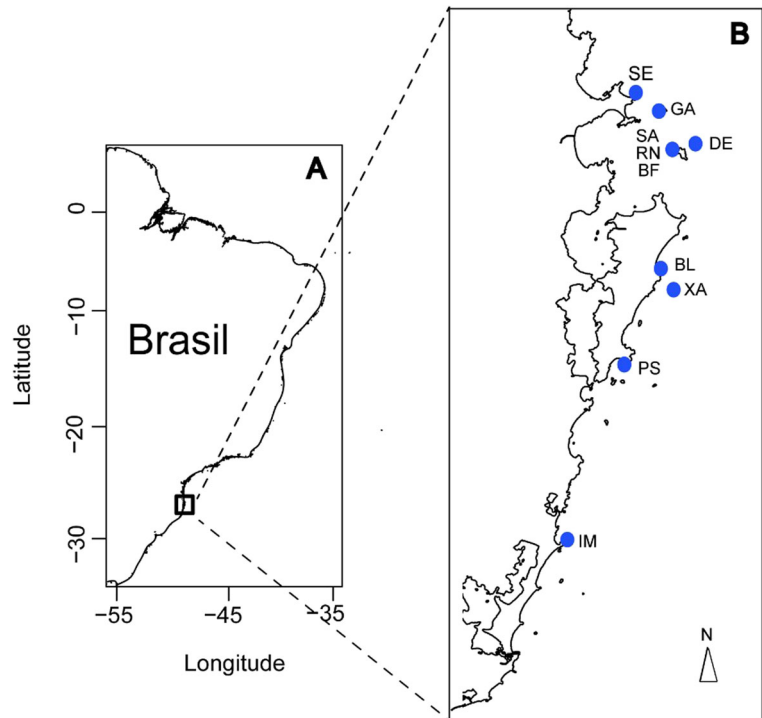 A
0
−10
−20
−30
Latitude
Brasil
−55
−45
−35
Longitude
B
SE
GA
SA
RN
BF
DE
BL
XA
PS
IM
N